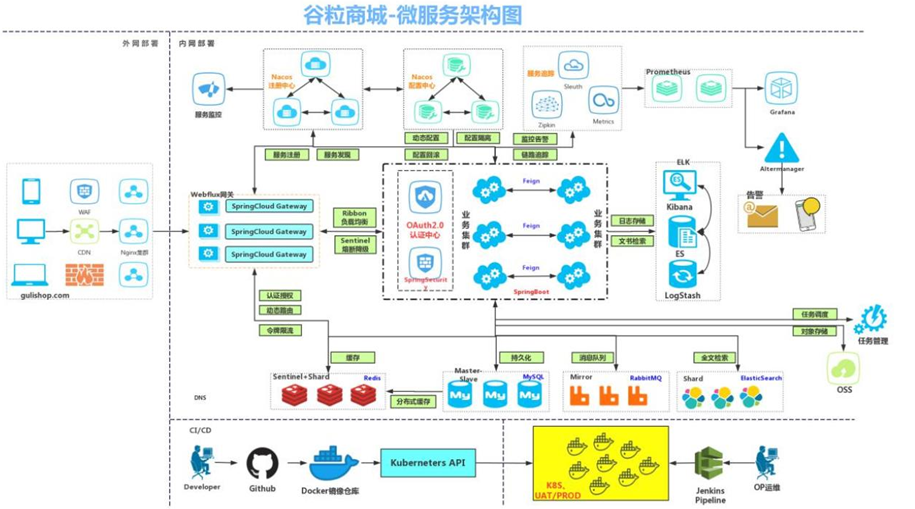 谷粒商城-微服务架构图
外网部署
内网部署
Nacos
注册中心
Nacos
配置中心
服务追踪
Sleuth
Zipkin
Metrics
Prometheus
Grafana
服务监控
服务注册
服务发现
动态配置
配置隔离
配置回滚
监控告警
链路追踪
Altermanager
告警
WAF
CDN
Nginx集群
gulishop.com
Webflux网关
SpringCloud Gateway
SpringCloud Gateway
SpringCloud Gateway
Ribbon
负载均衡
Sentinel
熔断降级
OAuth2.0
认证中心
SpringSecurit
y
业务集群
Feign
Feign
Feign
业务集群
SpringBoot
日志存储
文书检索
ELK
Kibana
ES
LogStash
认证授权
动态路由
令牌限流
缓存
持久化
消息队列
全文检索
任务调度
对象存储
任务管理
OSS
Sentinel+Shard
Redis
分布式缓存
Master-
Slave
MySQL
Mirror
RabbitMQ
Shard
ElasticSearch
DNS
CI/CD
Developer
Github
Docker镜像仓库
Kuberneters API
K8S、
UAT/PROD
Jenkins
Pipeline
OP运维